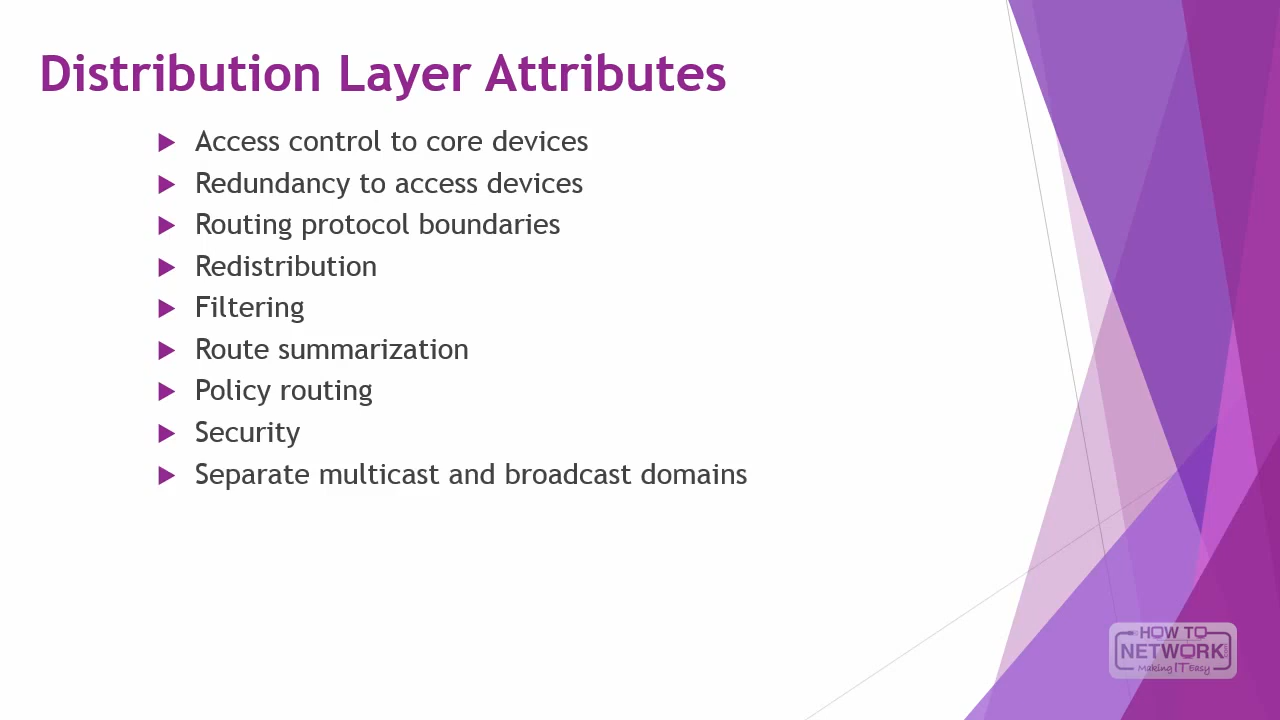 Distribution Layer Attributes
Access control to core devices
Redundancy to access devices
Routing protocol boundaries
Redistribution
Filtering
Route summarization
Policy routing
Security
Separate multicast and broadcast domains
HOW TO
NETWORK
Making IT Easy